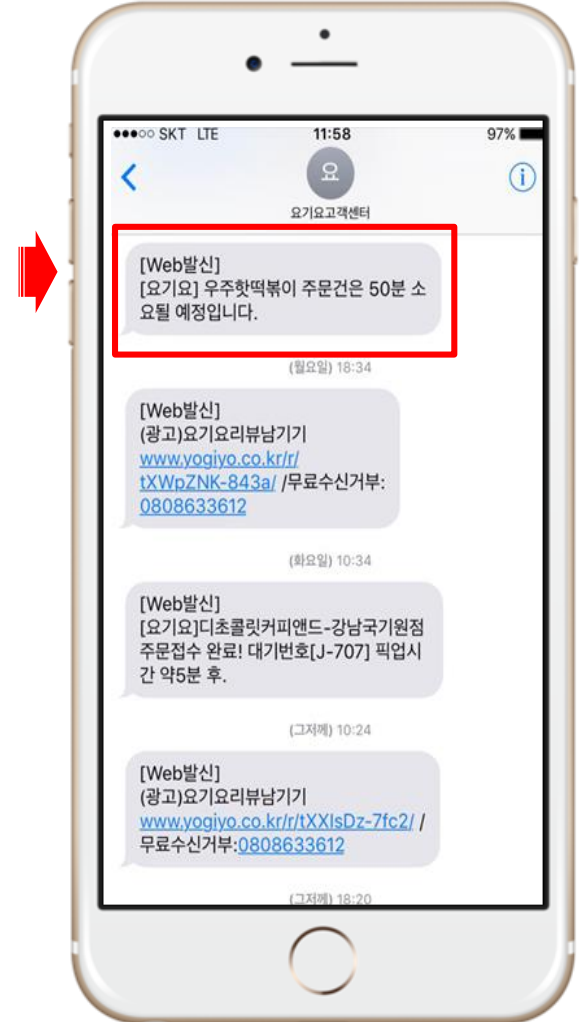 ●●●○○ SKT LTE 11:58 97%
요
요기요고객센터
[Web발신]
[요기요] 우주핫떡볶이 주문건은 50분 소
요될 예정입니다.
(월요일) 18:34
[Web발신]
(광고)요기요리뷰남기기
www.yogiyo.co.kr/r/
tXWpZNK-843a/ /무료수신거부:
0808633612
(화요일) 10:34
[Web발신]
[요기요]디초콜릿커피앤드-강남국기원점
주문접수 완료! 대기번호[J-707] 픽업시
간 약5분 후.
(그저께) 10:24
[Web발신]
(광고)요기요리뷰남기기
www.yogiyo.co.kr/r/tXXIsDz-7fc2/ /
무료수신거부:0808633612
(그저께) 18:20